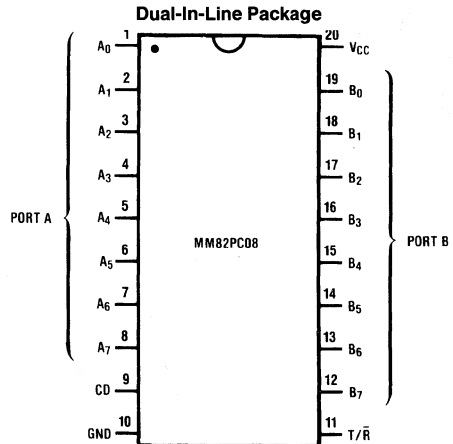 Dual-In-Line Package
A0 1 20 VCC
A1 2 19 B0
A2 3 18 B1
A3 4 17 B2
A4 5 16 B3
PORT A MM82PC08 PORT B
A5 6 15 B4
A6 7 14 B5
A7 8 13 B6
CD 9 12 B7
GND 10 11 T/R̅